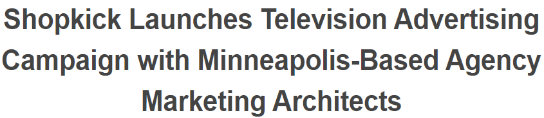 Shopkick Launches Television Advertising
Campaign with Minneapolis-Based Agency
Marketing Architects